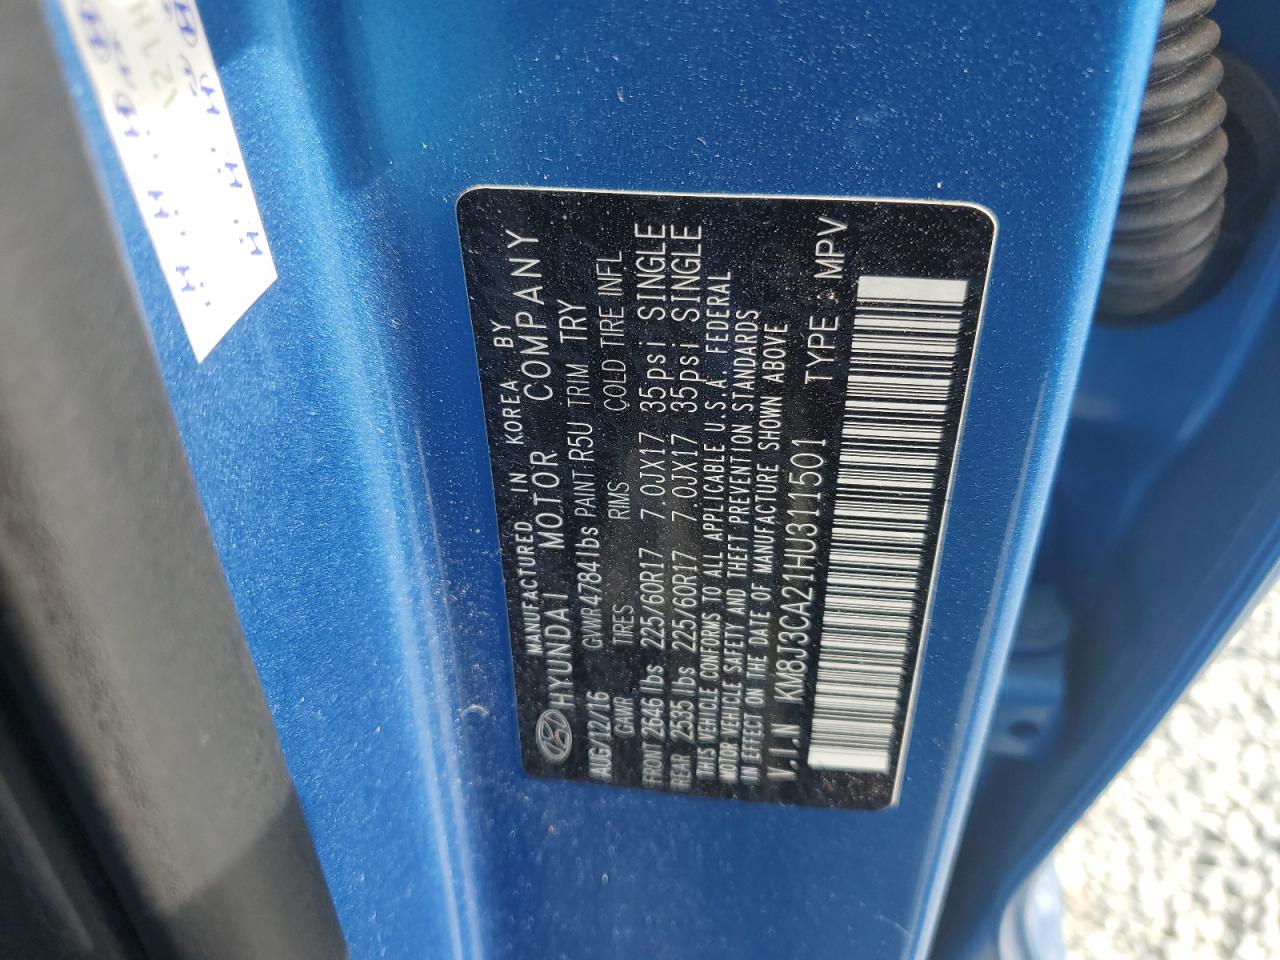 MANUFACTURED IN KOREA BY
HYUNDAI MOTOR COMPANY
AUG/12/16 GVWR 4784lbs PAINT R5U TRIM TRY
GAWR TIRES RIMS COLD TIRE INFL
FRONT 2646 lbs 225/60R17 7.0JX17 35psi SINGLE
REAR 2535 lbs 225/60R17 7.0JX17 35psi SINGLE
THIS VEHICLE CONFORMS TO ALL APPLICABLE U.S.A. FEDERAL
MOTOR VEHICLE SAFETY AND THEFT PREVENTION STANDARDS
IN EFFECT ON THE DATE OF MANUFACTURE SHOWN ABOVE
V.I.N KM8J3CA21HU311501 TYPE : MPV